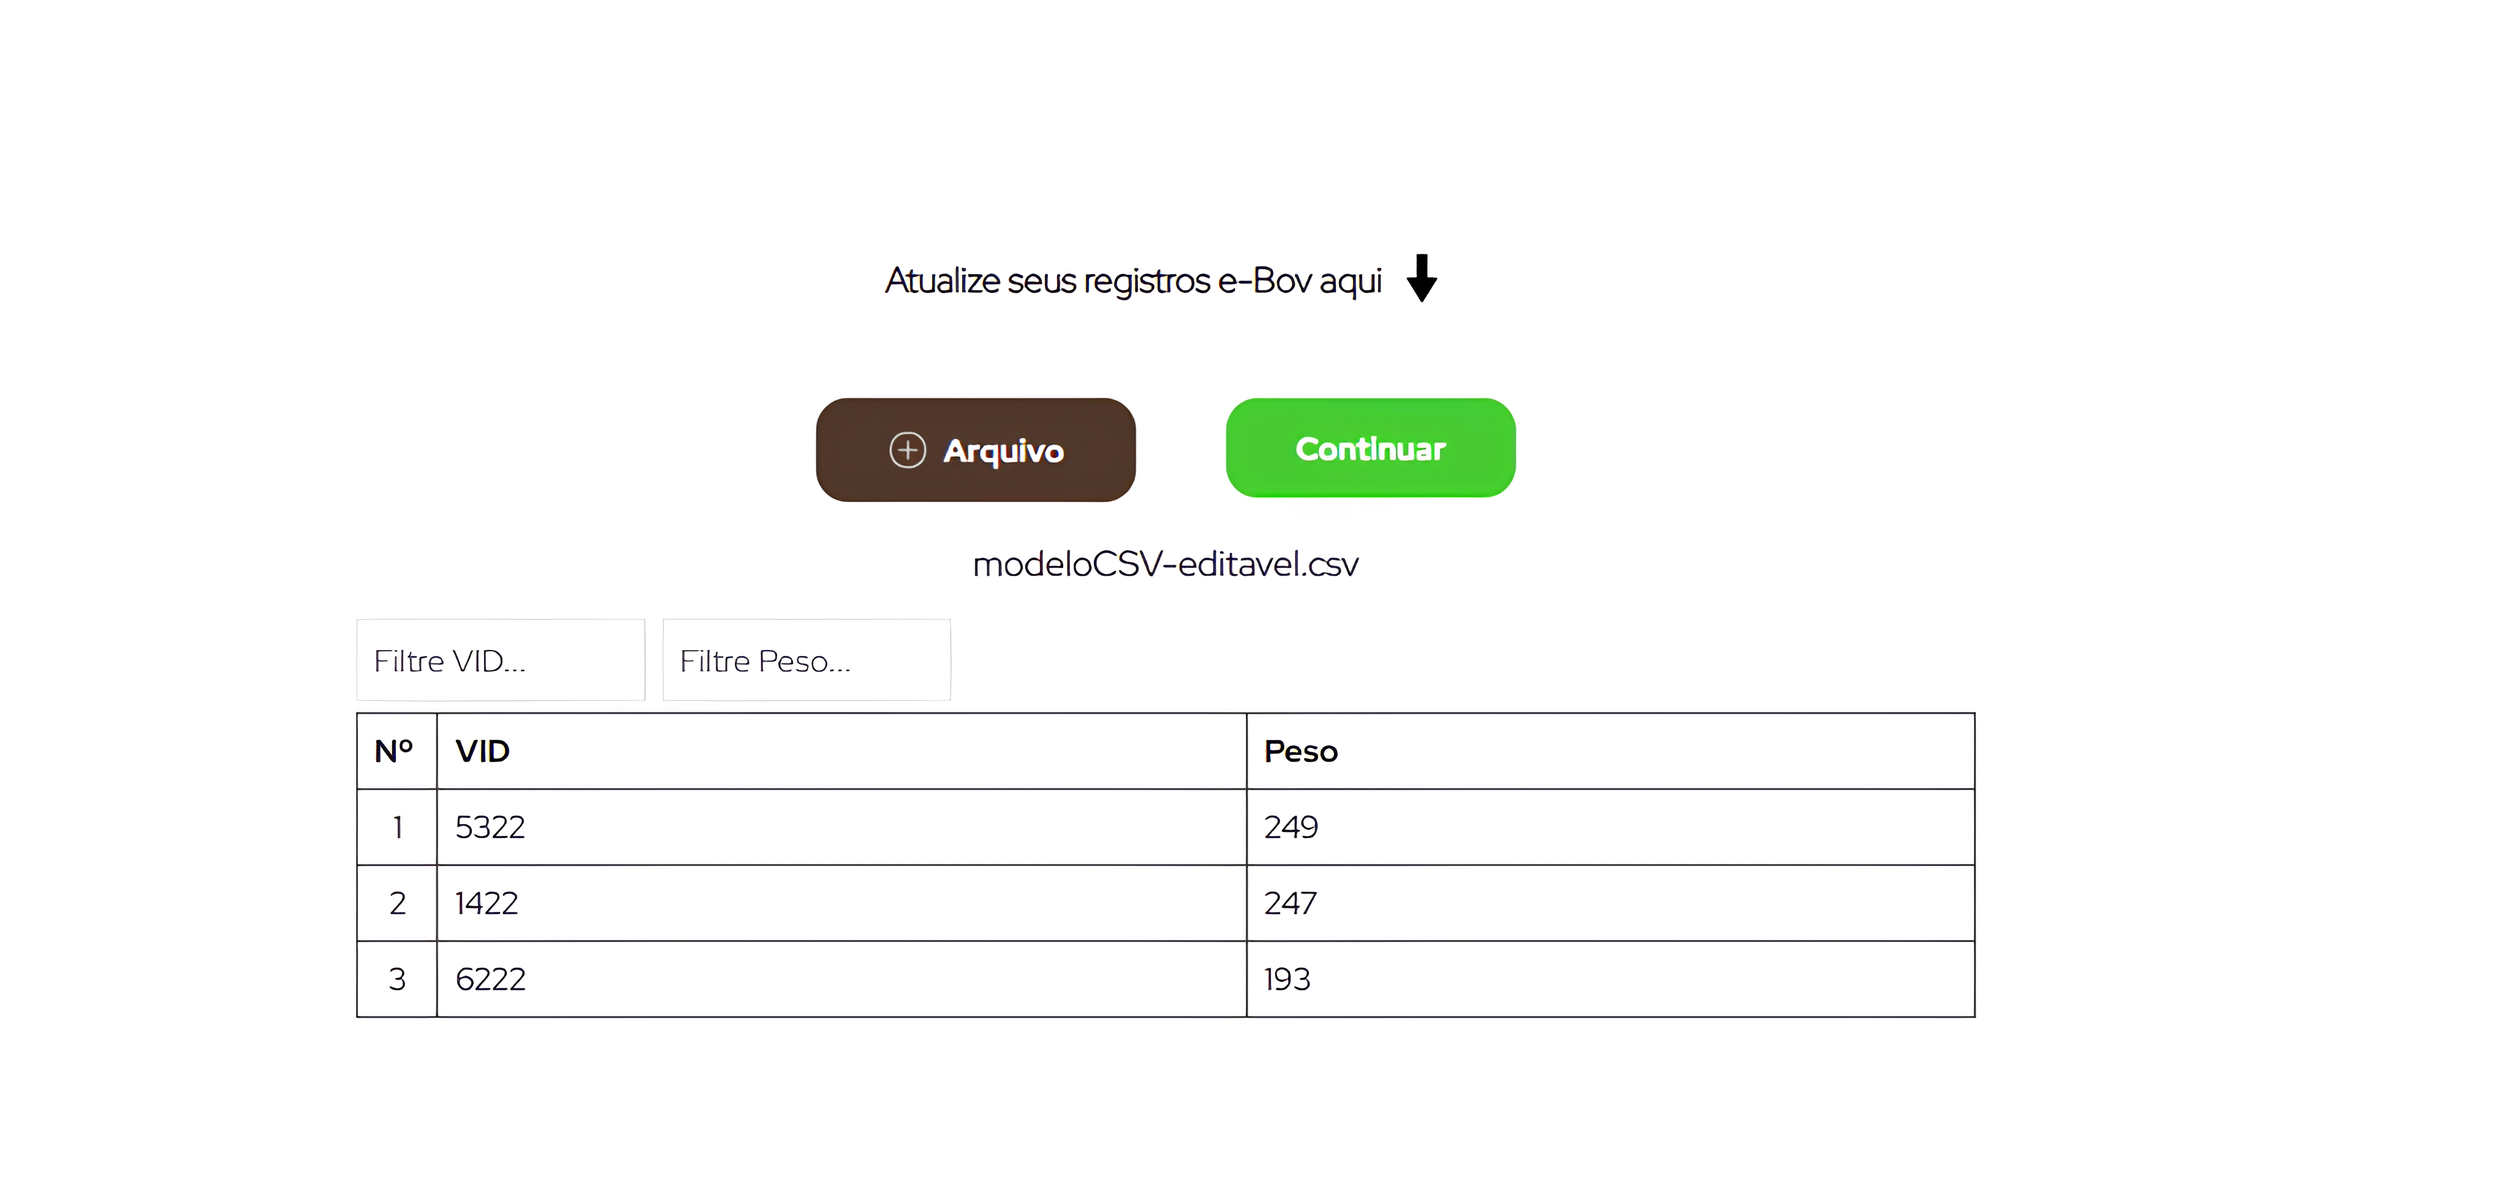 Atualize seus registros e-Bov aqui
Arquivo
Continuar
modeloCSV-editavel.csv
Filtre VID... Filtre Peso...
Nº VID Peso
1 5322 249
2 1422 247
3 6222 193